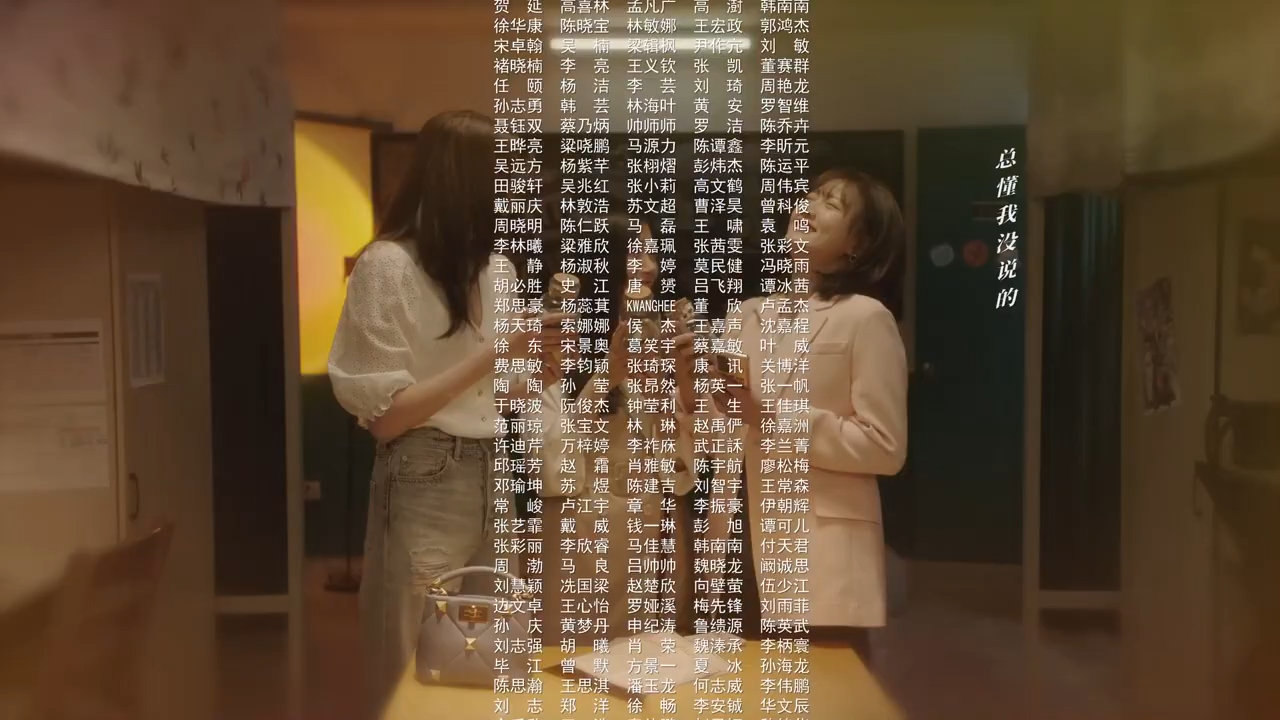 贺 延 高喜林 孟凡广 高 澍 韩南南
徐华康 陈晓宝 林敏娜 王宏政 郭鸿杰
宋卓翰 吴 楠 梁辑枫 尹作亢 刘 敏
褚晓楠 李 亮 王义钦 张 凯 董赛群
任 颐 杨 洁 李 芸 刘 琦 周艳龙
孙志勇 韩 芸 林海叶 黄 安 罗智维
聂钰双 蔡乃炳 帅师师 罗 洁 陈乔卉
王晔亮 梁晓鹏 马源力 陈谭鑫 李昕元
吴远方 杨紫芊 张栩熠 彭炜杰 陈运平
田骏轩 吴兆红 张小莉 高文鹤 周伟宾
戴丽庆 林敦浩 苏文超 曹泽昊 曾科俊
周晓明 陈仁跃 马 磊 王 啸 袁 鸣
李林曦 梁雅欣 徐嘉珮 张茜雯 张彩文
王 静 杨淑秋 李 婷 莫民健 冯晓雨
胡必胜 史 江 唐 赟 吕飞翔 谭冰茜
郑思豪 杨蕊萁 KWANGHEE 董 欣 卢孟杰
杨天琦 索娜娜 侯 杰 王嘉声 沈嘉程
徐 东 宋景奥 葛笑宇 蔡嘉敏 叶 威
费思敏 李钧颖 张琦琛 康 讯 关博洋
陶 陶 孙 莹 张昂然 杨英一 张一帆
于晓波 阮俊杰 钟莹利 王 生 王佳琪
范丽琼 张宝文 林 琳 赵禹俨 徐嘉洲
许迪芹 万梓婷 李祚庥 武正訸 李兰菁
邱瑶芳 赵 霜 肖雅敏 陈宇航 廖松梅
邓瑜坤 苏 煜 陈建吉 刘智宇 王常森
常 峻 卢江宇 章 华 李振豪 伊朝辉
张艺霏 戴 威 钱一琳 彭 旭 谭可儿
张彩丽 李欣睿 马佳慧 韩南南 付天君
周 渤 马 良 吕帅帅 魏晓龙 阚诚思
刘慧颖 冼国梁 赵楚欣 向壁萤 伍少江
边文卓 王心怡 罗娅溪 梅先锋 刘雨菲
孙 庆 黄梦丹 申纪涛 鲁缋源 陈英武
刘志强 胡 曦 肖 荣 魏溱承 李柄寰
毕 江 曾 默 方景一 夏 冰 孙海龙
陈思瀚 王思淇 潘玉龙 何志威 李伟鹏
刘 志 郑 洋 徐 畅 李安铖 华文辰
总懂我没说的